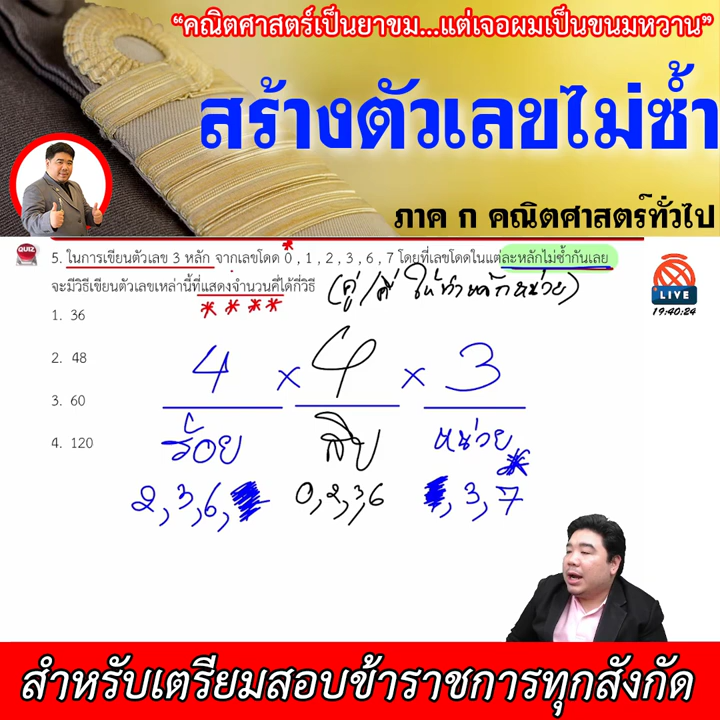 “คณิตศาสตร์เป็นยาขม...แต่เจอผมเป็นขนมหวาน”
สร้างตัวเลขไม่ซ้ำ
ภาค ก คณิตศาสตร์ทั่วไป
QUIZ
5. ในการเขียนตัวเลข 3 หลัก จากเลขโดด 0 , 1 , 2 , 3 , 6 , 7 โดยที่เลขโดดในแต่ละหลักไม่ซ้ำกันเลย
จะมีวิธีเขียนตัวเลขเหล่านี้ที่แสดงจำนวนคี่ได้กี่วิธี
(คู่/คี่ ให้ทำหลักหน่วย)
LIVE
19:40:24
1. 36
2. 48
3. 60
4. 120
4 × 4 × 3
ร้อย สิบ หน่วย
2, 3, 6, 0, 2, 3, 6 , 3, 7
สำหรับเตรียมสอบข้าราชการทุกสังกัด